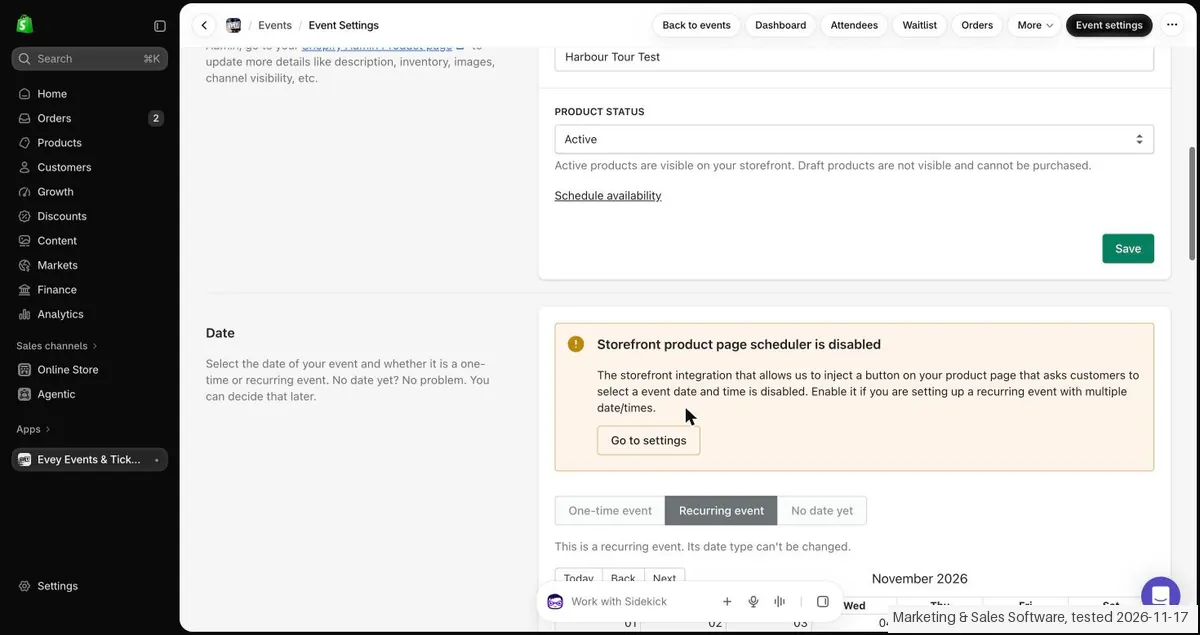 Search ⌘K
Home
Orders 2
Products
Customers
Growth
Discounts
Content
Markets
Finance
Analytics
Sales channels
Online Store
Agentic
Apps
Evey Events & Tick...
Settings
/ Events / Event Settings
Back to events Dashboard Attendees Waitlist Orders More Event settings
Admin, go to your Shopify Admin Product page to
update more details like description, inventory, images,
channel visibility, etc.
Harbour Tour Test
PRODUCT STATUS
Active
Active products are visible on your storefront. Draft products are not visible and cannot be purchased.
Schedule availability
Save
Date
Select the date of your event and whether it is a one-
time or recurring event. No date yet? No problem. You
can decide that later.
Storefront product page scheduler is disabled
The storefront integration that allows us to inject a button on your product page that asks customers to
select a event date and time is disabled. Enable it if you are setting up a recurring event with multiple
date/times.
Go to settings
One-time event Recurring event No date yet
This is a recurring event. Its date type can't be changed.
Today Back Next November 2026
Wed Thu Fri Sat
01 02 03
Work with Sidekick
Marketing & Sales Software, tested 2026-11-17